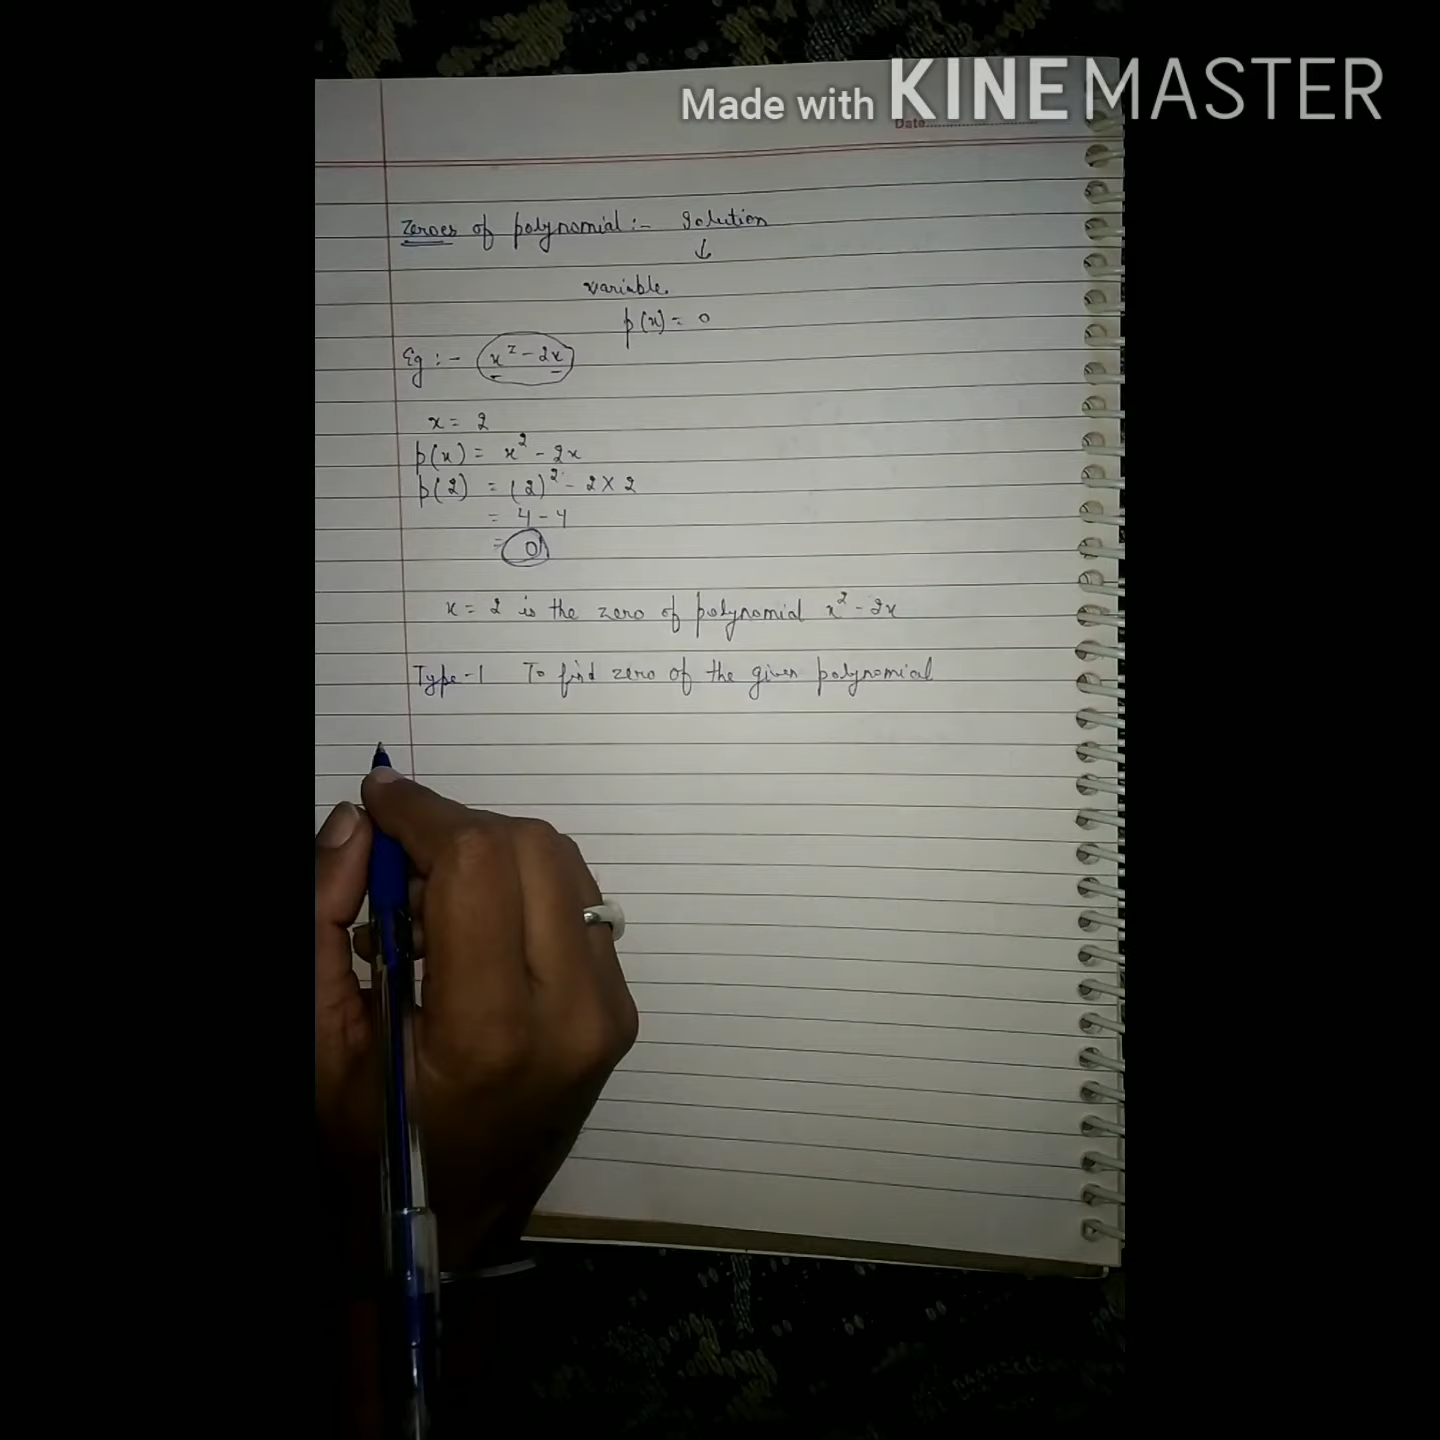 Made with KINEMASTER
Date
Zeroes of polynomial :- Solution
↓
variable.
p(x) = 0
Eg :- x² - 2x
x = 2
p(x) = x² - 2x
p(2) = (2)² - 2 × 2
= 4 - 4
= 0
x = 2 is the zero of polynomial x² - 2x
Type-1 To find zero of the given polynomial